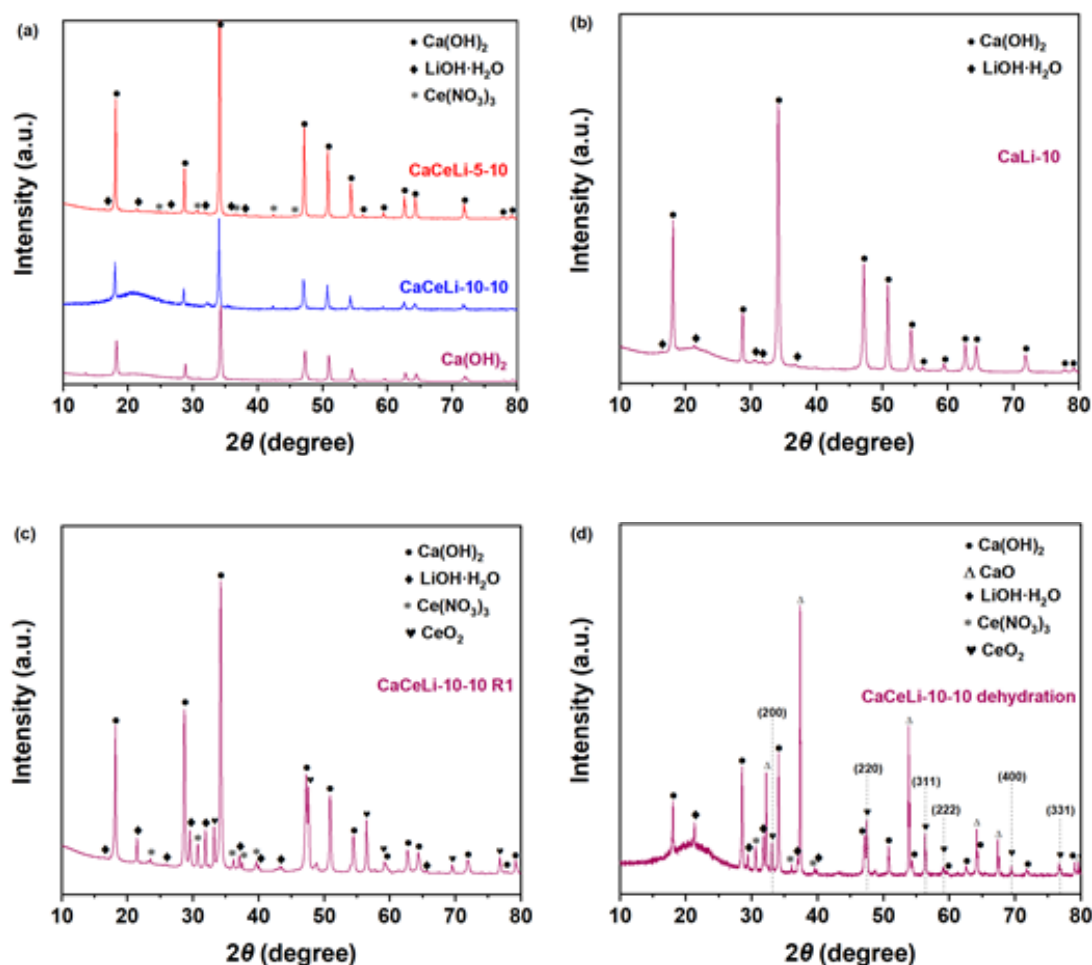 (a)
● Ca(OH)₂
◆ LiOH·H₂O
* Ce(NO₃)₃
CaCeLi-5-10
CaCeLi-10-10
Ca(OH)₂
Intensity (a.u.)
10 20 30 40 50 60 70 80
2θ (degree)
(b)
● Ca(OH)₂
◆ LiOH·H₂O
CaLi-10
Intensity (a.u.)
10 20 30 40 50 60 70 80
2θ (degree)
(c)
● Ca(OH)₂
◆ LiOH·H₂O
* Ce(NO₃)₃
♥ CeO₂
CaCeLi-10-10 R1
Intensity (a.u.)
10 20 30 40 50 60 70 80
2θ (degree)
(d)
● Ca(OH)₂
Δ CaO
◆ LiOH·H₂O
* Ce(NO₃)₃
♥ CeO₂
CaCeLi-10-10 dehydration
(200)
(220)
(311)
(222)
(400)
(331)
Intensity (a.u.)
10 20 30 40 50 60 70 80
2θ (degree)